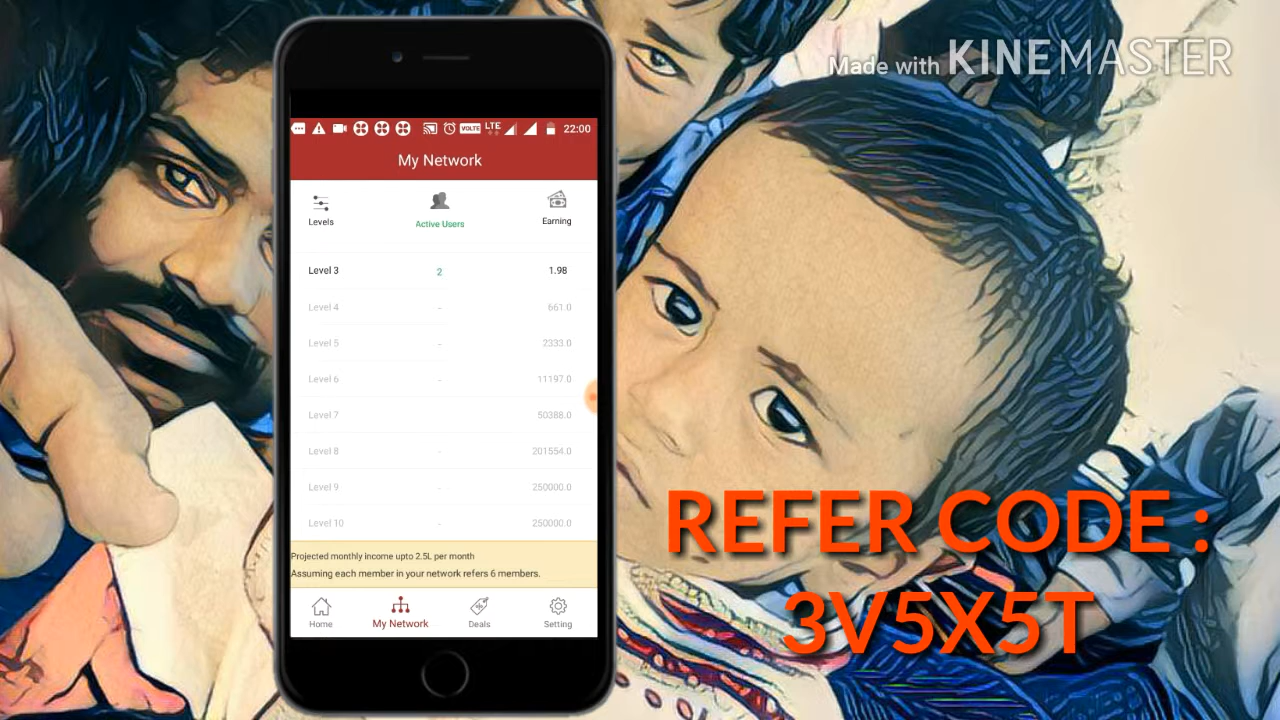 Made with KINEMASTER
VOLTE LTE 22:00
My Network
Levels Active Users Earning
Level 3 2 1.98
Level 4 - 661.0
Level 5 - 2333.0
Level 6 - 11197.0
Level 7 - 50388.0
Level 8 - 201554.0
Level 9 - 250000.0
Level 10 - 250000.0
Projected monthly income upto 2.5L per month
Assuming each member in your network refers 6 members.
Home My Network Deals Setting
REFER CODE :
3V5X5T